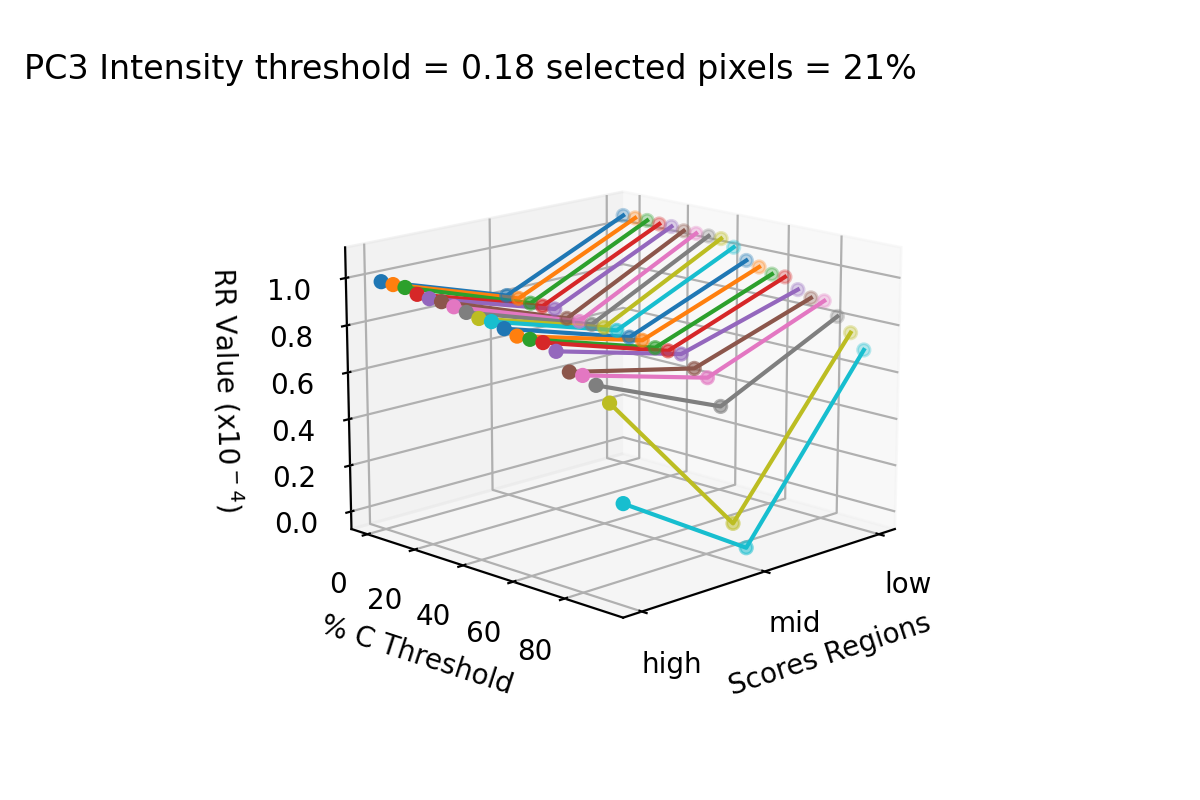 PC3 Intensity threshold = 0.18 selected pixels = 21%
RR Value (x10⁻⁴)
1.0
0.8
0.6
0.4
0.2
0.0
0
20
40
60
80
% C Threshold
high
mid
low
Scores Regions